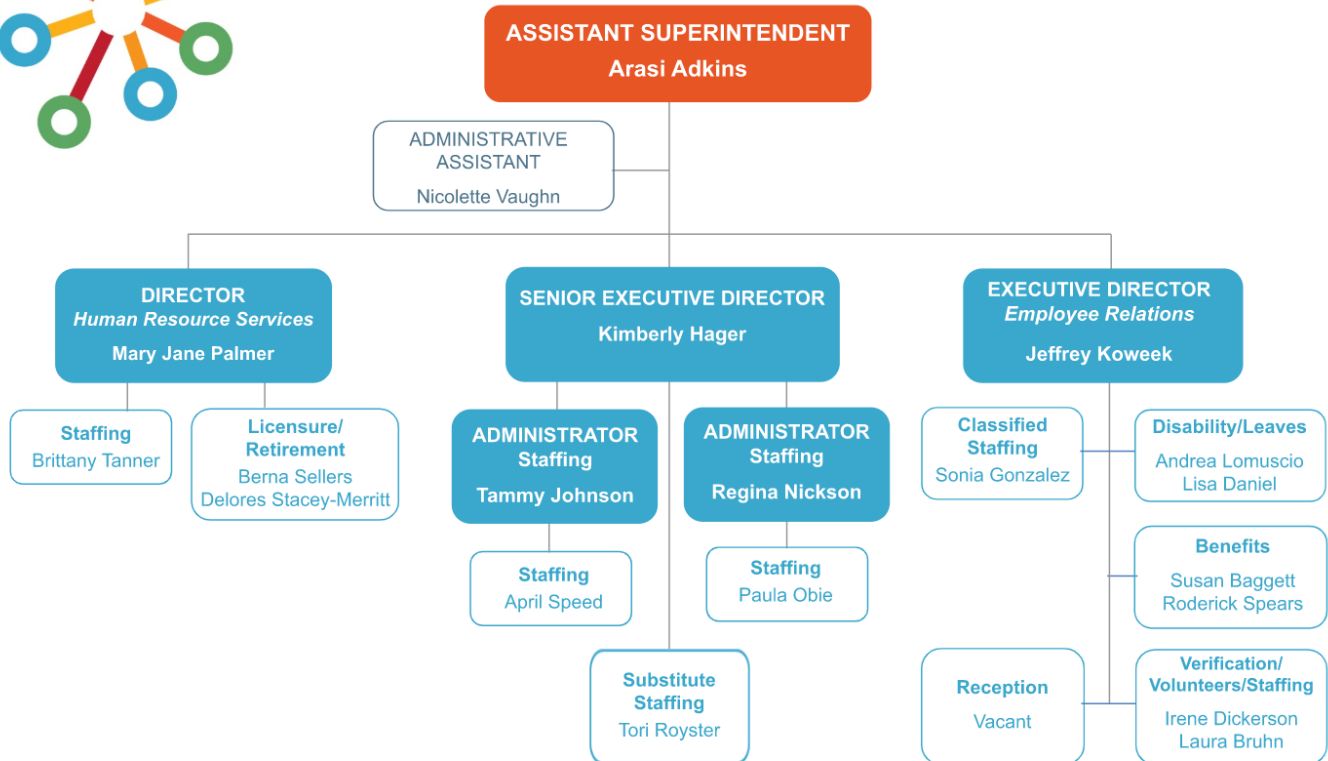 ASSISTANT SUPERINTENDENT
Arasi Adkins
ADMINISTRATIVE
ASSISTANT
Nicolette Vaughn
DIRECTOR
Human Resource Services
Mary Jane Palmer
SENIOR EXECUTIVE DIRECTOR
Kimberly Hager
EXECUTIVE DIRECTOR
Employee Relations
Jeffrey Koweek
Staffing
Brittany Tanner
Licensure/
Retirement
Berna Sellers
Delores Stacey-Merritt
ADMINISTRATOR
Staffing
Tammy Johnson
ADMINISTRATOR
Staffing
Regina Nickson
Classified
Staffing
Sonia Gonzalez
Disability/Leaves
Andrea Lomuscio
Lisa Daniel
Staffing
April Speed
Staffing
Paula Obie
Benefits
Susan Baggett
Roderick Spears
Substitute
Staffing
Tori Royster
Reception
Vacant
Verification/
Volunteers/Staffing
Irene Dickerson
Laura Bruhn